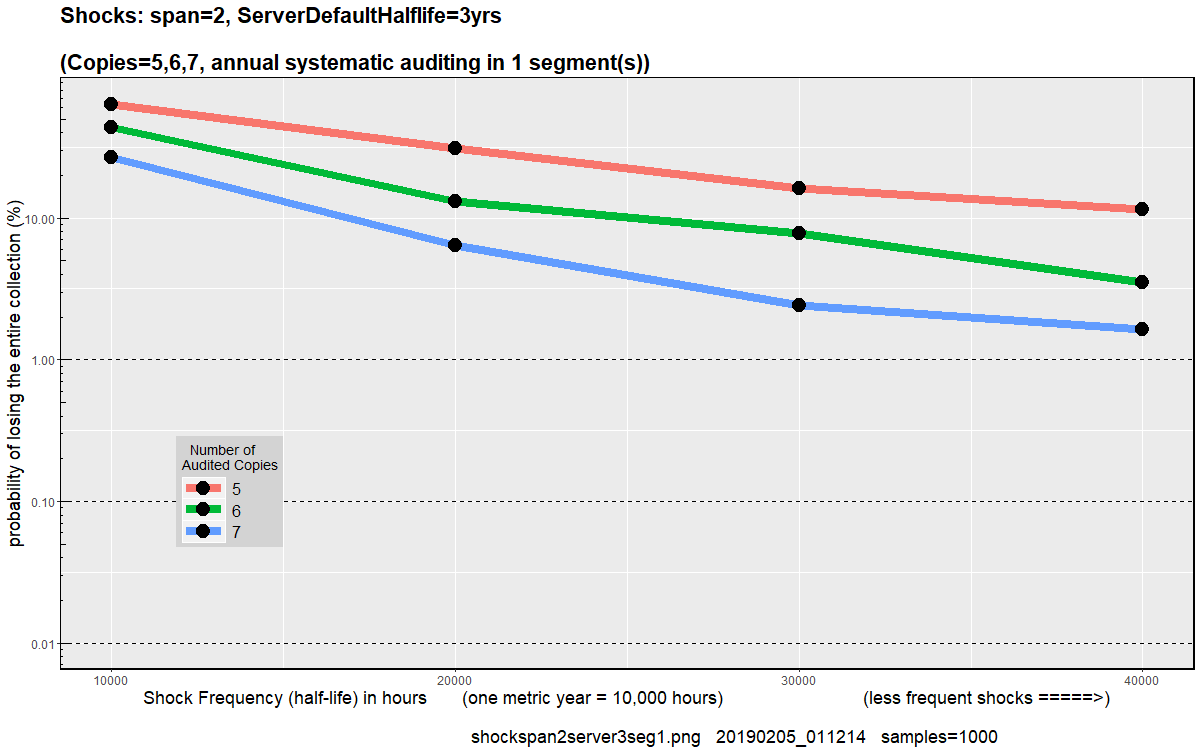 Shocks: span=2, ServerDefaultHalflife=3yrs
(Copies=5,6,7, annual systematic auditing in 1 segment(s))
probability of losing the entire collection (%)
10.00
1.00
0.10
0.01
Number of
Audited Copies
5
6
7
10000 20000 30000 40000
Shock Frequency (half-life) in hours (one metric year = 10,000 hours) (less frequent shocks =====>)
shockspan2server3seg1.png 20190205_011214 samples=1000